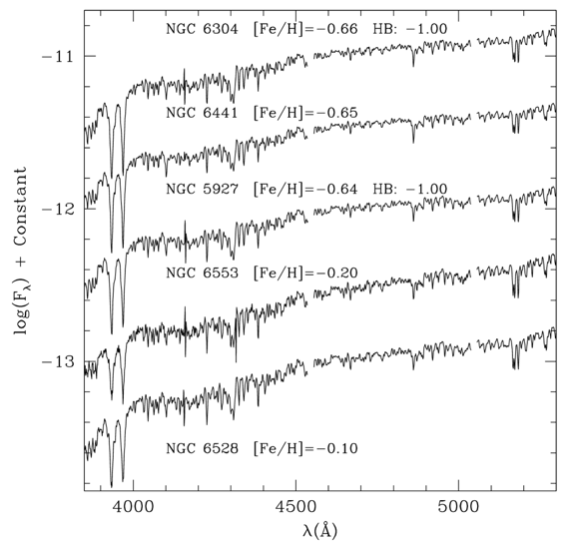 NGC 6304 [Fe/H]=−0.66 HB: −1.00
−11
NGC 6441 [Fe/H]=−0.65
NGC 5927 [Fe/H]=−0.64 HB: −1.00
−12
log(Fλ) + Constant
NGC 6553 [Fe/H]=−0.20
−13
NGC 6528 [Fe/H]=−0.10
4000 4500 5000
λ(Å)